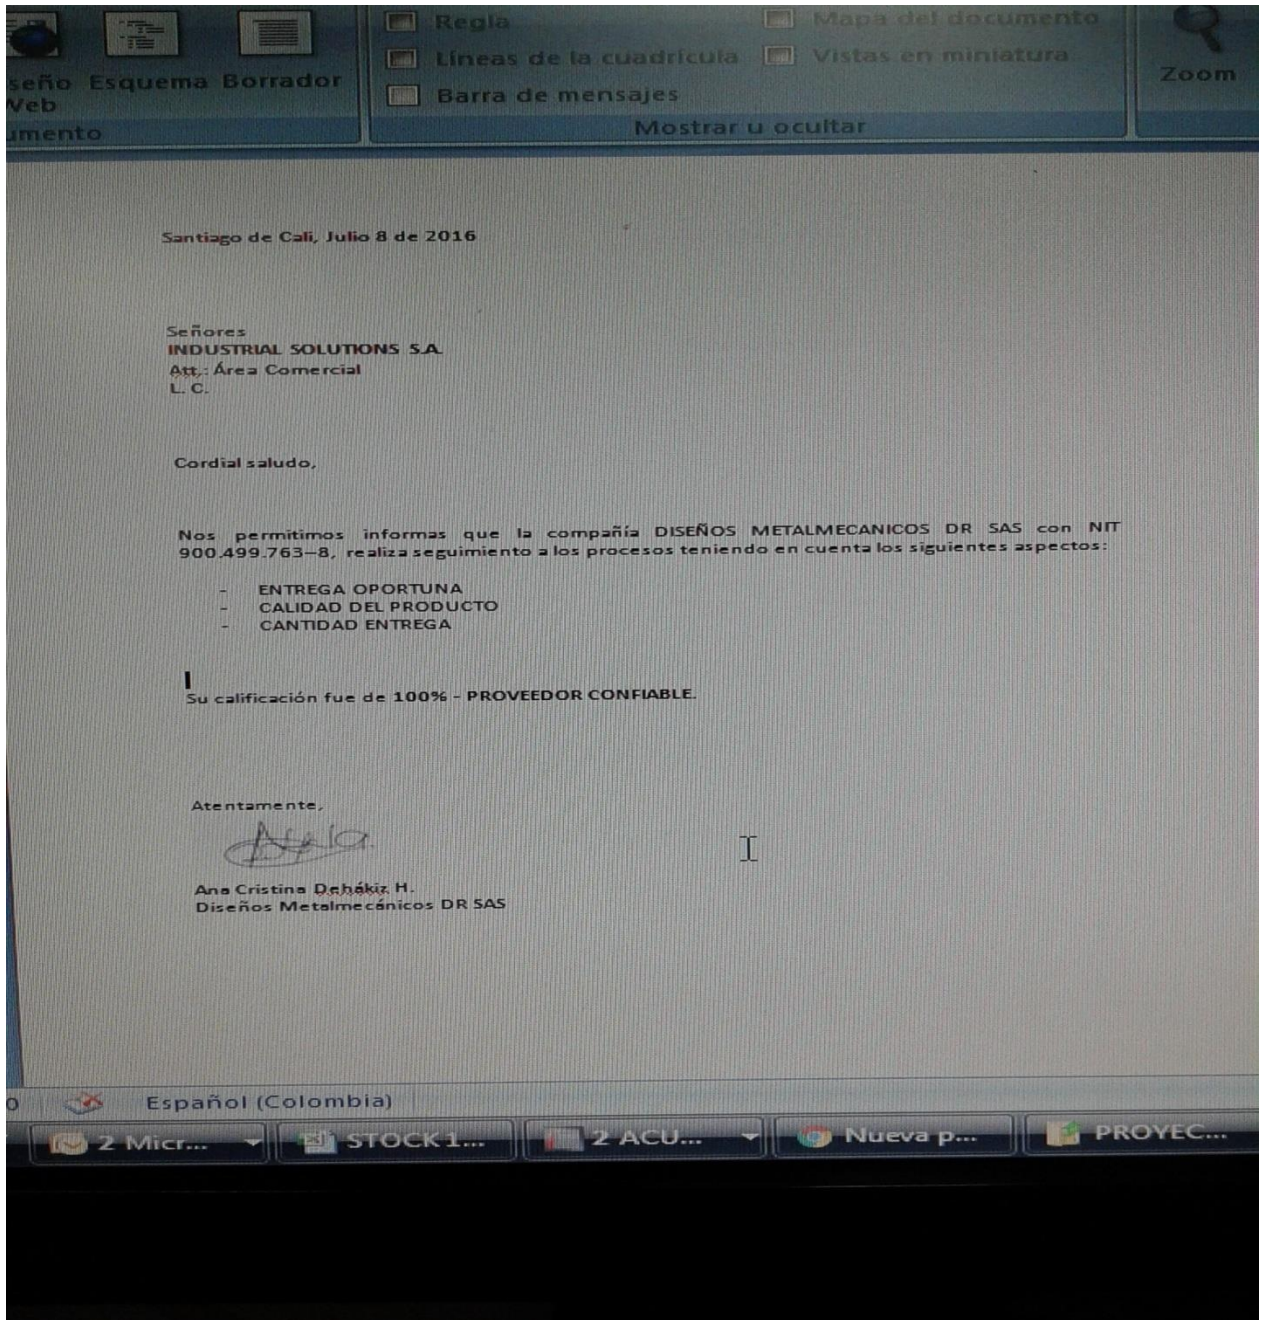 Regla
Mapa del documento
Líneas de la cuadrícula
Vistas en miniatura
seño Esquema Borrador
Web
Zoom
Barra de mensajes
umento
Mostrar u ocultar
Santiago de Cali, Julio 8 de 2016
Señores
INDUSTRIAL SOLUTIONS S.A.
Att,: Área Comercial
L. C.
Cordial saludo,
Nos permitimos informas que la compañía DISEÑOS METALMECANICOS DR SAS con NIT
900.499.763–8, realiza seguimiento a los procesos teniendo en cuenta los siguientes aspectos:
- ENTREGA OPORTUNA
- CALIDAD DEL PRODUCTO
- CANTIDAD ENTREGA
Su calificación fue de 100% - PROVEEDOR CONFIABLE.
Atentamente,
Ana Cristina Dehákiz H.
Diseños Metalmecánicos DR SAS
Español (Colombia)
2 Micr...
STOCK 1...
2 ACU...
Nueva p...
PROYEC...